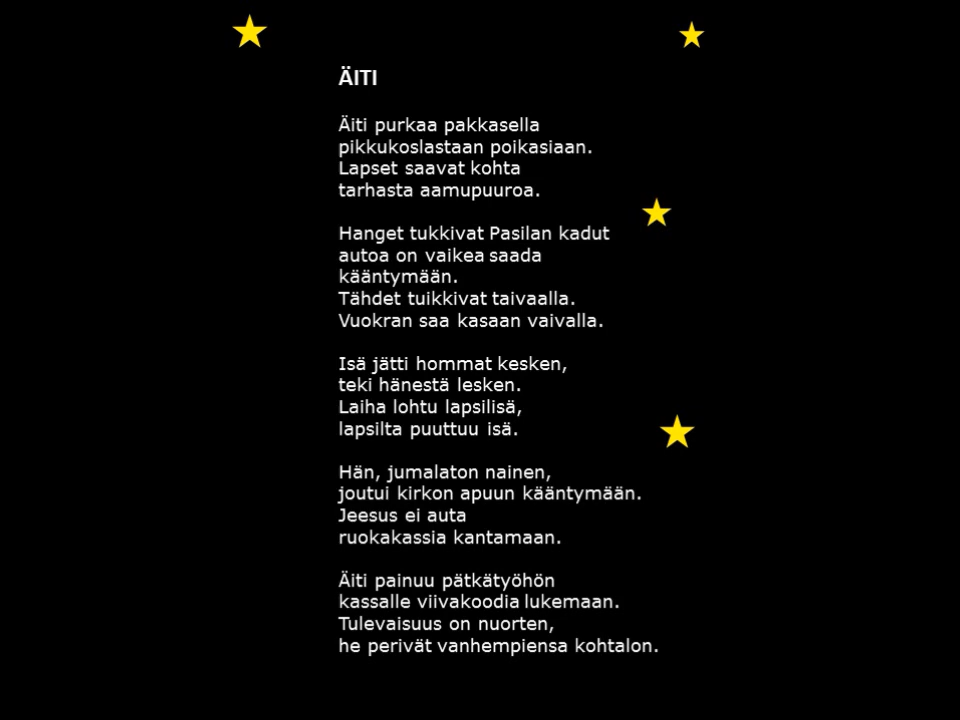 ÄITI
Äiti purkaa pakkasella
pikkukoslastaan poikasiaan.
Lapset saavat kohta
tarhasta aamupuuroa.
Hanget tukkivat Pasilan kadut
autoa on vaikea saada
kääntymään.
Tähdet tuikkivat taivaalla.
Vuokran saa kasaan vaivalla.
Isä jätti hommat kesken,
teki hänestä lesken.
Laiha lohtu lapsilisä,
lapsilta puuttuu isä.
Hän, jumalaton nainen,
joutui kirkon apuun kääntymään.
Jeesus ei auta
ruokakassia kantamaan.
Äiti painuu pätkätyöhön
kassalle viivakoodia lukemaan.
Tulevaisuus on nuorten,
he perivät vanhempiensa kohtalon.